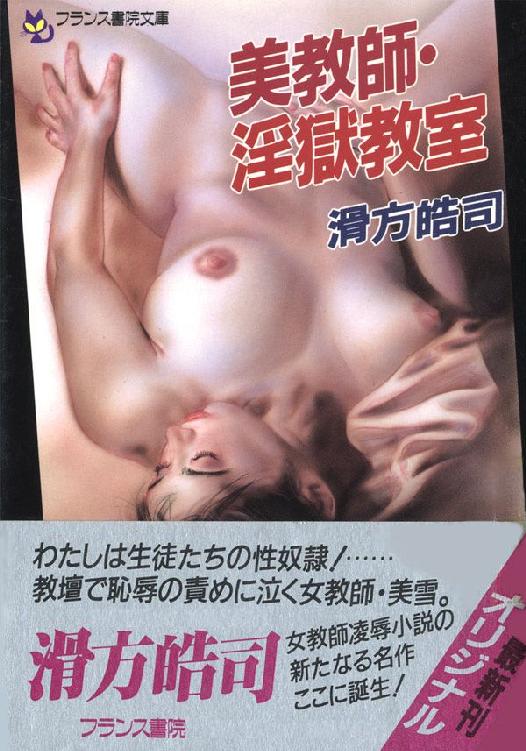 フランス書院文庫
美教師・
淫獄教室
滑方皓司
わたしは生徒たちの性奴隷!……
教壇で恥辱の責めに泣く女教師・美雪。
滑方皓司
女教師凌辱小説の
新たなる名作
ここに誕生!
フランス書院
最新刊
オリジナル